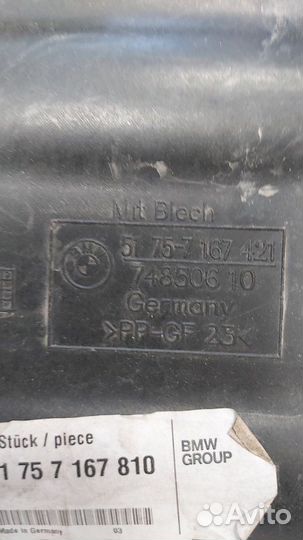 Mit Blech
51 75-7 167 421
748506 10
Germany
>PP-GF 23<
Stück / piece
1 75 7 167 810
Made in Germany
03
BMW
GROUP
Avito